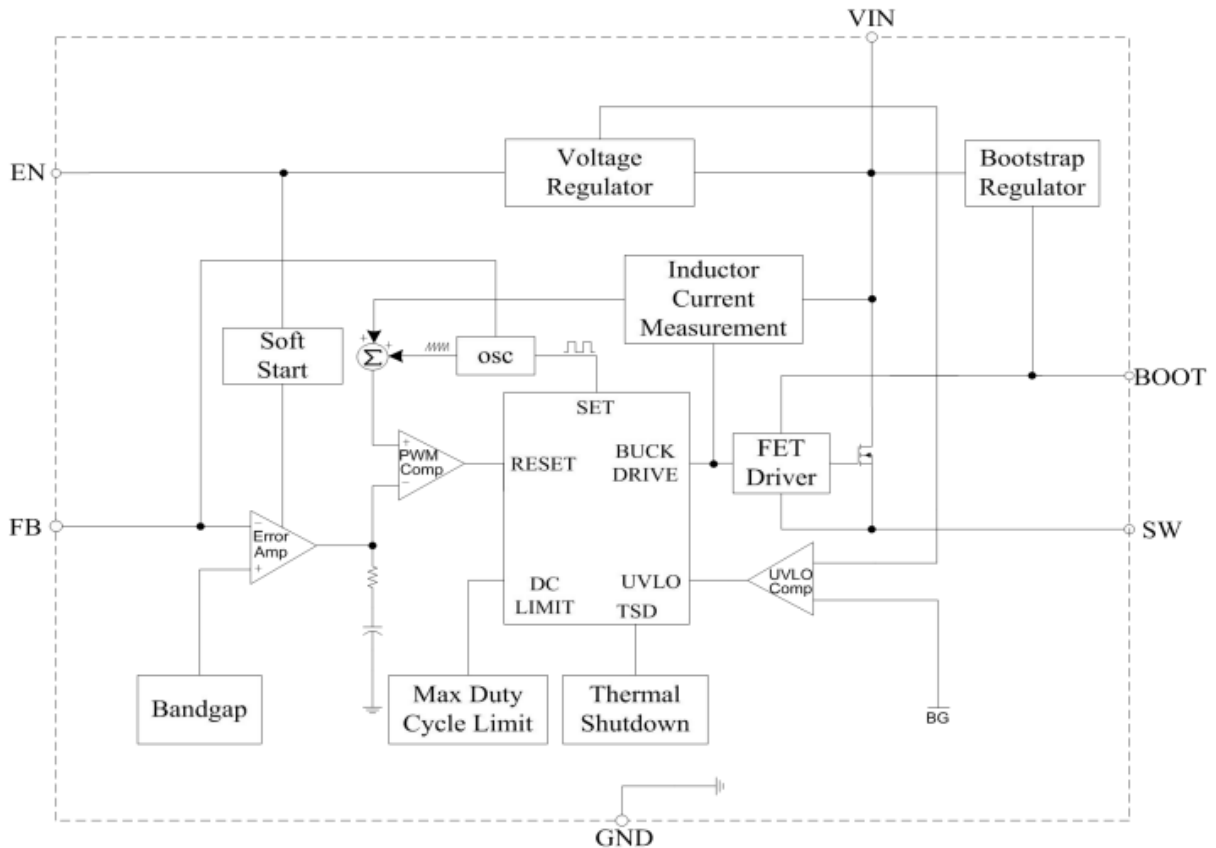 VIN
EN
Voltage
Regulator
Bootstrap
Regulator
Inductor
Current
Measurement
Soft
Start
+
+
Σ
osc
BOOT
SET
+
PWM
Comp
−
RESET
BUCK
DRIVE
FET
Driver
FB
−
Error
Amp
+
SW
DC
LIMIT
UVLO
TSD
UVLO
Comp
Bandgap
Max Duty
Cycle Limit
Thermal
Shutdown
BG
GND